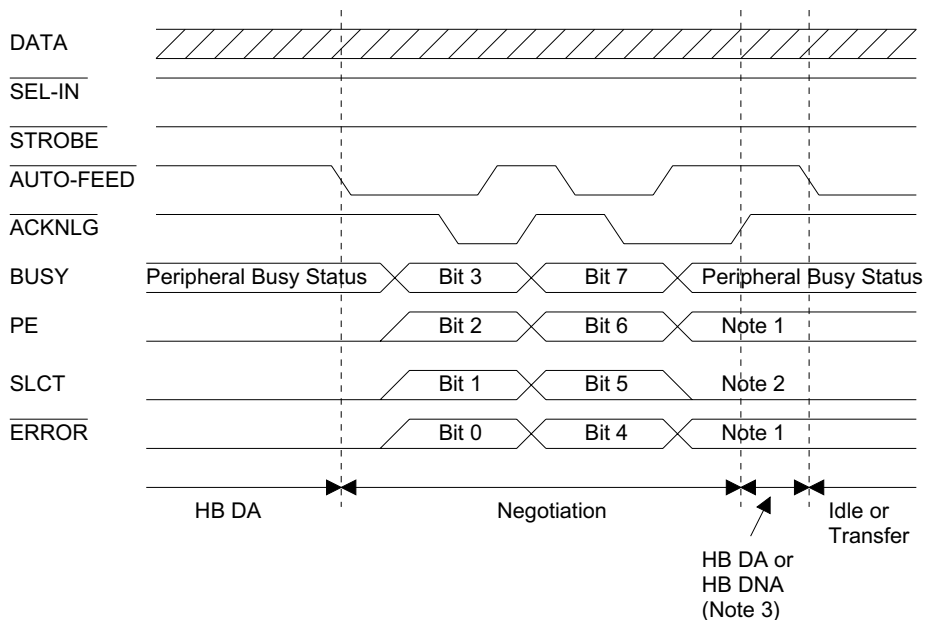 DATA
SEL-IN
STROBE
AUTO-FEED
ACKNLG
BUSY Peripheral Busy Status Bit 3 Bit 7 Peripheral Busy Status
PE Bit 2 Bit 6 Note 1
SLCT Bit 1 Bit 5 Note 2
ERROR Bit 0 Bit 4 Note 1
HB DA Negotiation Idle or
Transfer
HB DA or
HB DNA
(Note 3)